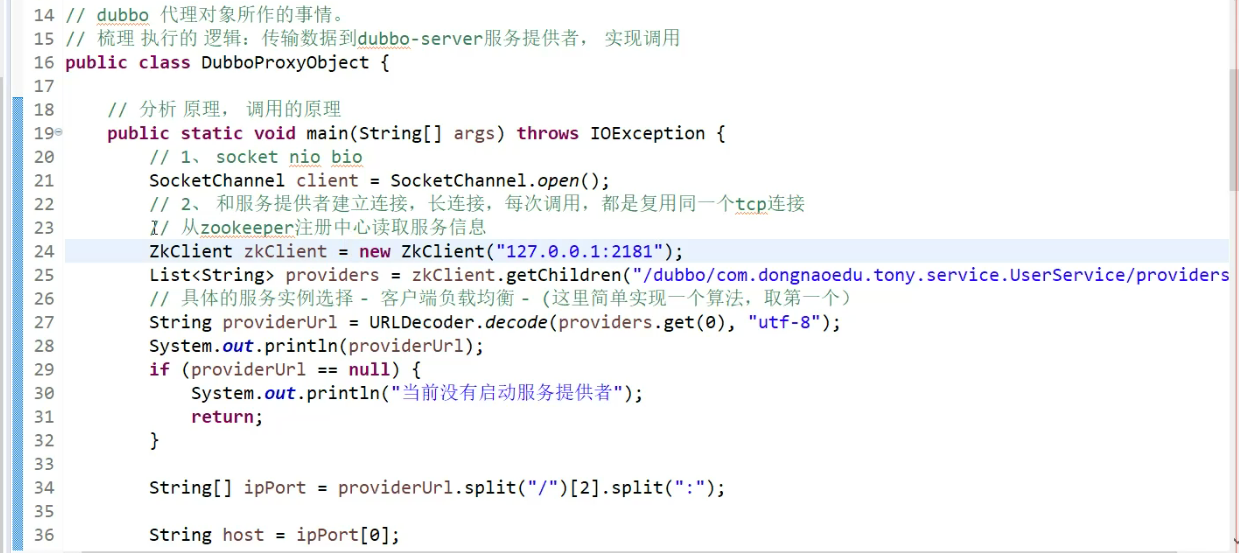 14 // dubbo 代理对象所作的事情。
15 // 梳理 执行的 逻辑：传输数据到dubbo-server服务提供者， 实现调用
16 public class DubboProxyObject {
17
18 // 分析 原理， 调用的原理
19 public static void main(String[] args) throws IOException {
20 // 1、 socket nio bio
21 SocketChannel client = SocketChannel.open();
22 // 2、 和服务提供者建立连接，长连接，每次调用，都是复用同一个tcp连接
23 // 从zookeeper注册中心读取服务信息
24 ZkClient zkClient = new ZkClient("127.0.0.1:2181");
25 List<String> providers = zkClient.getChildren("/dubbo/com.dongnaoedu.tony.service.UserService/providers
26 // 具体的服务实例选择 - 客户端负载均衡 - (这里简单实现一个算法，取第一个）
27 String providerUrl = URLDecoder.decode(providers.get(0), "utf-8");
28 System.out.println(providerUrl);
29 if (providerUrl == null) {
30 System.out.println("当前没有启动服务提供者");
31 return;
32 }
33
34 String[] ipPort = providerUrl.split("/")[2].split(":");
35
36 String host = ipPort[0];